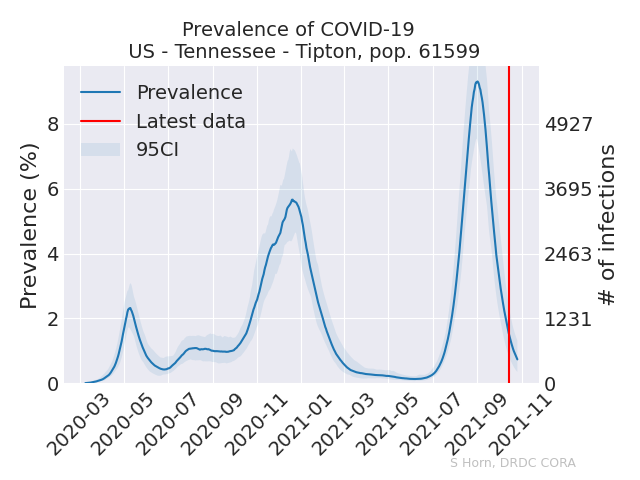 Prevalence of COVID-19
US - Tennessee - Tipton, pop. 61599
Prevalence
Latest data
95CI
Prevalence (%)
8
6
4
2
0
4927
3695
2463
1231
0
# of infections
2020-03
2020-05
2020-07
2020-09
2020-11
2021-01
2021-03
2021-05
2021-07
2021-09
2021-11
S Horn, DRDC CORA